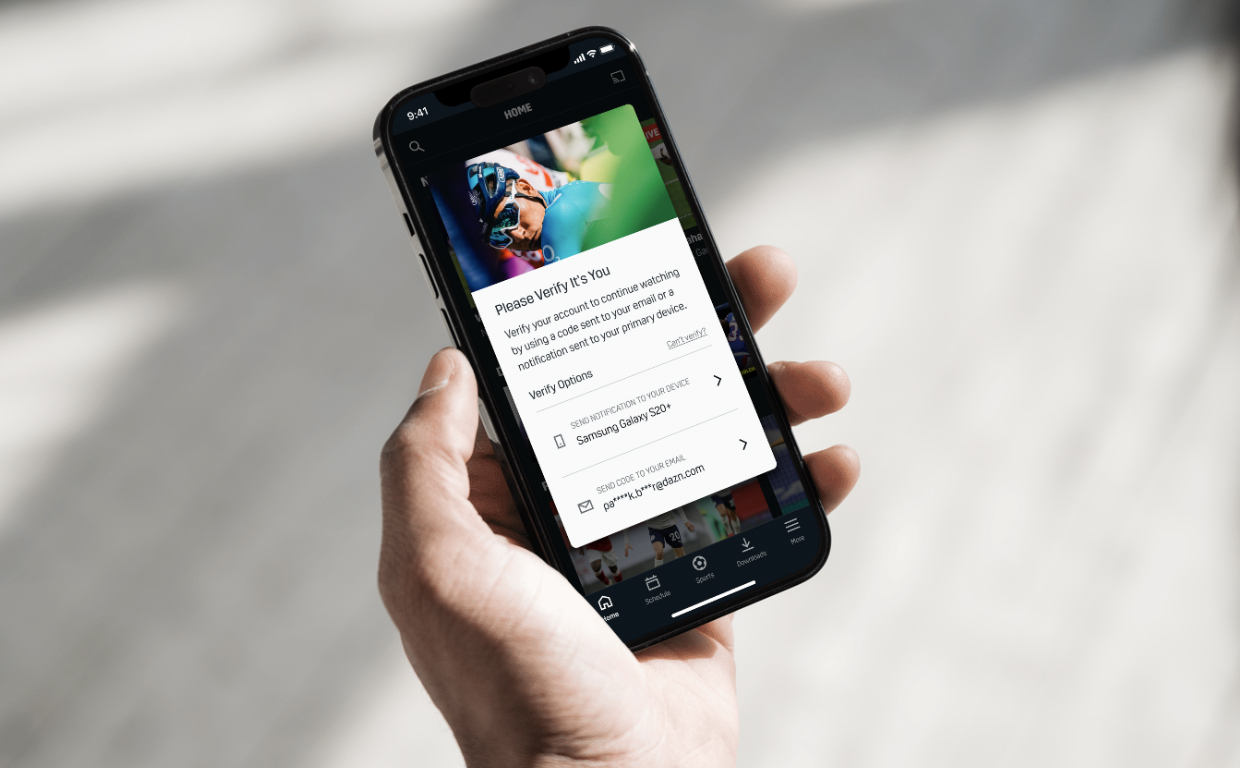 9:41
HOME
Please Verify It's You
Verify your account to continue watching
by using a code sent to your email or a
notification sent to your primary device.
Can't verify?
Verify Options
SEND NOTIFICATION TO YOUR DEVICE
Samsung Galaxy S20+
SEND CODE TO YOUR EMAIL
pa****k.b***r@dazn.com
20
Home
Schedule
Sports
Downloads
More